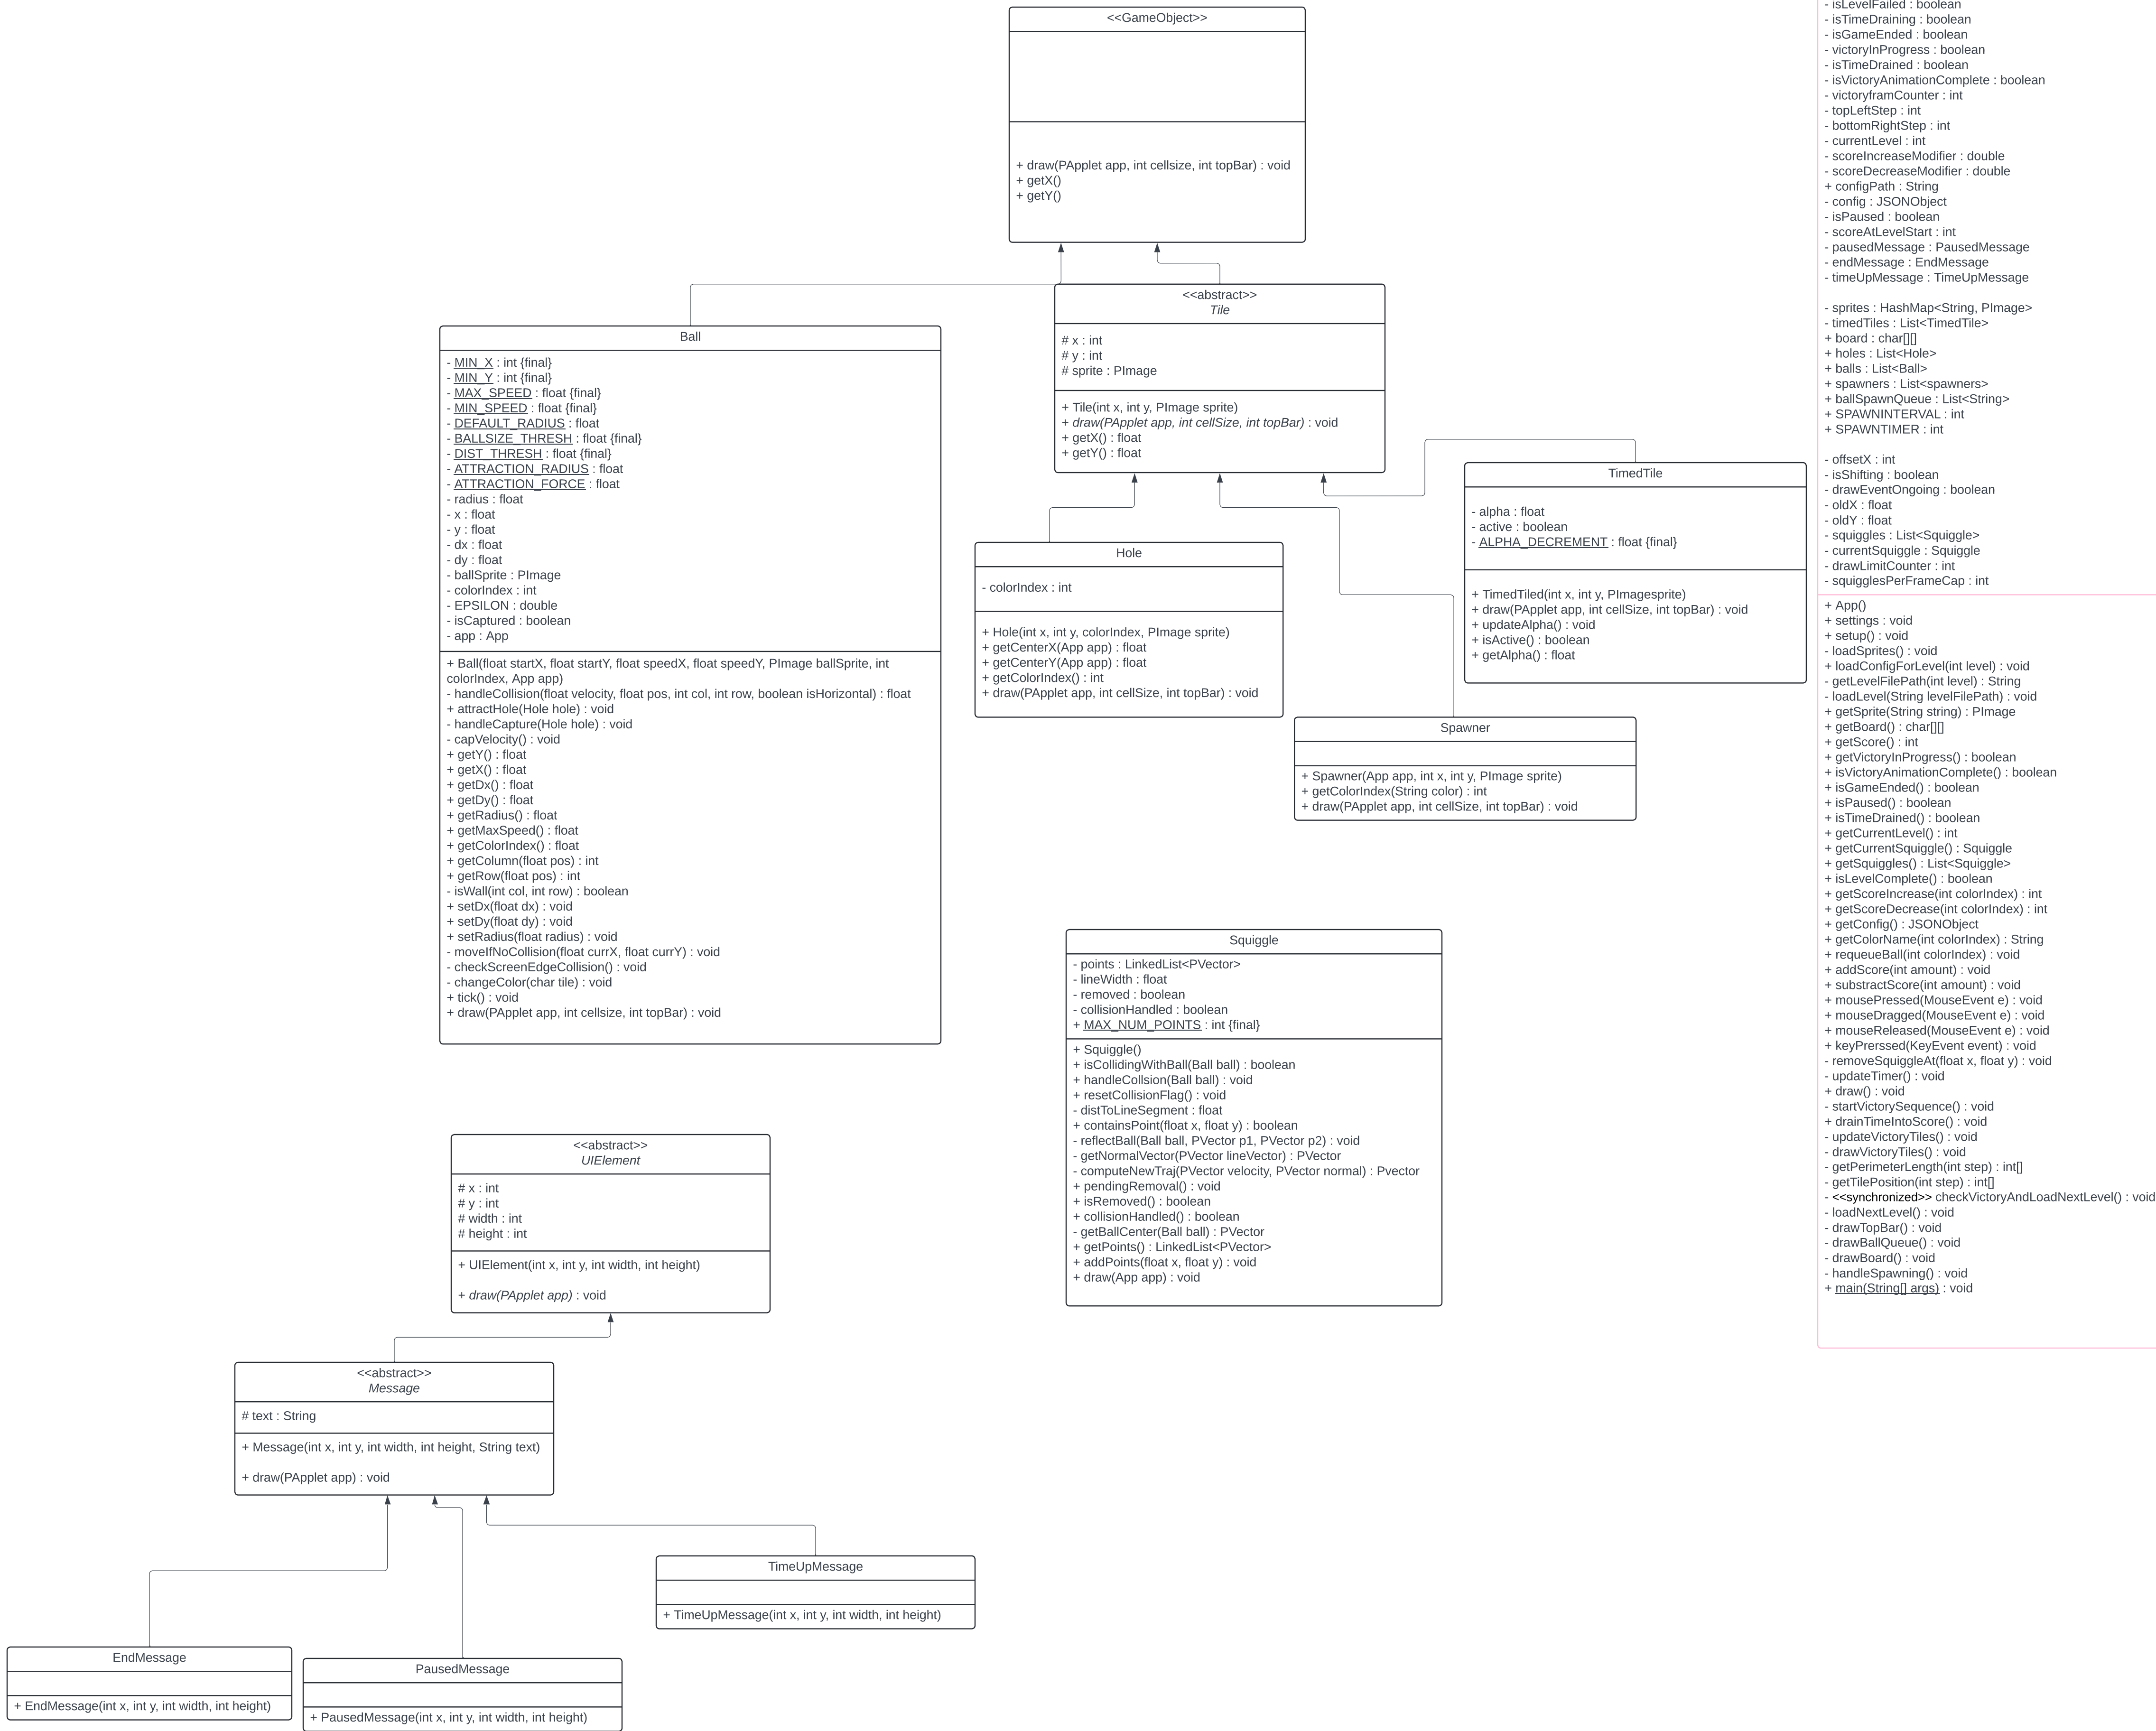 <<GameObject>>
+ draw(PApplet app, int cellsize, int topBar) : void
+ getX()
+ getY()
Ball
- MIN_X : int {final}
- MIN_Y : int {final}
- MAX_SPEED : float {final}
- MIN_SPEED : float {final}
- DEFAULT_RADIUS : float
- BALLSIZE_THRESH : float {final}
- DIST_THRESH : float {final}
- ATTRACTION_RADIUS : float
- ATTRACTION_FORCE : float
- radius : float
- x : float
- y : float
- dx : float
- dy : float
- ballSprite : PImage
- colorIndex : int
- EPSILON : double
- isCaptured : boolean
- app : App
+ Ball(float startX, float startY, float speedX, float speedY, PImage ballSprite, int
colorIndex, App app)
- handleCollision(float velocity, float pos, int col, int row, boolean isHorizontal) : float
+ attractHole(Hole hole) : void
- handleCapture(Hole hole) : void
- capVelocity() : void
+ getY() : float
+ getX() : float
+ getDx() : float
+ getDy() : float
+ getRadius() : float
+ getMaxSpeed() : float
+ getColorIndex() : float
+ getColumn(float pos) : int
+ getRow(float pos) : int
- isWall(int col, int row) : boolean
+ setDx(float dx) : void
+ setDy(float dy) : void
+ setRadius(float radius) : void
- moveIfNoCollision(float currX, float currY) : void
- checkScreenEdgeCollision() : void
- changeColor(char tile) : void
+ tick() : void
+ draw(PApplet app, int cellsize, int topBar) : void
<<abstract>>
Tile
# x : int
# y : int
# sprite : PImage
+ Tile(int x, int y, PImage sprite)
+ draw(PApplet app, int cellSize, int topBar) : void
+ getX() : float
+ getY() : float
Hole
- colorIndex : int
+ Hole(int x, int y, colorIndex, PImage sprite)
+ getCenterX(App app) : float
+ getCenterY(App app) : float
+ getColorIndex() : int
+ draw(PApplet app, int cellSize, int topBar) : void
TimedTile
- alpha : float
- active : boolean
- ALPHA_DECREMENT : float {final}
+ TimedTiled(int x, int y, PImagesprite)
+ draw(PApplet app, int cellSize, int topBar) : void
+ updateAlpha() : void
+ isActive() : boolean
+ getAlpha() : float
Spawner
+ Spawner(App app, int x, int y, PImage sprite)
+ getColorIndex(String color) : int
+ draw(PApplet app, int cellSize, int topBar) : void
Squiggle
- points : LinkedList<PVector>
- lineWidth : float
- removed : boolean
- collisionHandled : boolean
+ MAX_NUM_POINTS : int {final}
+ Squiggle()
+ isCollidingWithBall(Ball ball) : boolean
+ handleCollsion(Ball ball) : void
+ resetCollisionFlag() : void
- distToLineSegment : float
+ containsPoint(float x, float y) : boolean
- reflectBall(Ball ball, PVector p1, PVector p2) : void
- getNormalVector(PVector lineVector) : PVector
- computeNewTraj(PVector velocity, PVector normal) : Pvector
+ pendingRemoval() : void
+ isRemoved() : boolean
+ collisionHandled() : boolean
- getBallCenter(Ball ball) : PVector
+ getPoints() : LinkedList<PVector>
+ addPoints(float x, float y) : void
+ draw(App app) : void
<<abstract>>
UIElement
# x : int
# y : int
# width : int
# height : int
+ UIElement(int x, int y, int width, int height)
+ draw(PApplet app) : void
<<abstract>>
Message
# text : String
+ Message(int x, int y, int width, int height, String text)
+ draw(PApplet app) : void
TimeUpMessage
+ TimeUpMessage(int x, int y, int width, int height)
EndMessage
+ EndMessage(int x, int y, int width, int height)
PausedMessage
+ PausedMessage(int x, int y, int width, int height)
- isLevelFailed : boolean
- isTimeDraining : boolean
- isGameEnded : boolean
- victoryInProgress : boolean
- isTimeDrained : boolean
- isVictoryAnimationComplete : boolean
- victoryframCounter : int
- topLeftStep : int
- bottomRightStep : int
- currentLevel : int
- scoreIncreaseModifier : double
- scoreDecreaseModifier : double
+ configPath : String
- config : JSONObject
- isPaused : boolean
- scoreAtLevelStart : int
- pausedMessage : PausedMessage
- endMessage : EndMessage
- timeUpMessage : TimeUpMessage
- sprites : HashMap<String, PImage>
- timedTiles : List<TimedTile>
+ board : char[][]
+ holes : List<Hole>
+ balls : List<Ball>
+ spawners : List<spawners>
+ ballSpawnQueue : List<String>
+ SPAWNINTERVAL : int
+ SPAWNTIMER : int
- offsetX : int
- isShifting : boolean
- drawEventOngoing : boolean
- oldX : float
- oldY : float
- squiggles : List<Squiggle>
- currentSquiggle : Squiggle
- drawLimitCounter : int
- squigglesPerFrameCap : int
+ App()
+ settings : void
+ setup() : void
- loadSprites() : void
+ loadConfigForLevel(int level) : void
- getLevelFilePath(int level) : String
- loadLevel(String levelFilePath) : void
+ getSprite(String string) : PImage
+ getBoard() : char[][]
+ getScore() : int
+ getVictoryInProgress() : boolean
+ isVictoryAnimationComplete() : boolean
+ isGameEnded() : boolean
+ isPaused() : boolean
+ isTimeDrained() : boolean
+ getCurrentLevel() : int
+ getCurrentSquiggle() : Squiggle
+ getSquiggles() : List<Squiggle>
+ isLevelComplete() : boolean
+ getScoreIncrease(int colorIndex) : int
+ getScoreDecrease(int colorIndex) : int
+ getConfig() : JSONObject
+ getColorName(int colorIndex) : String
+ requeueBall(int colorIndex) : void
+ addScore(int amount) : void
+ substractScore(int amount) : void
+ mousePressed(MouseEvent e) : void
+ mouseDragged(MouseEvent e) : void
+ mouseReleased(MouseEvent e) : void
+ keyPrerssed(KeyEvent event) : void
- removeSquiggleAt(float x, float y) : void
- updateTimer() : void
+ draw() : void
- startVictorySequence() : void
+ drainTimeIntoScore() : void
- updateVictoryTiles() : void
- drawVictoryTiles() : void
- getPerimeterLength(int step) : int[]
- getTilePosition(int step) : int[]
- <<synchronized>> checkVictoryAndLoadNextLevel() : void
- loadNextLevel() : void
- drawTopBar() : void
- drawBallQueue() : void
- drawBoard() : void
- handleSpawning() : void
+ main(String[] args) : void